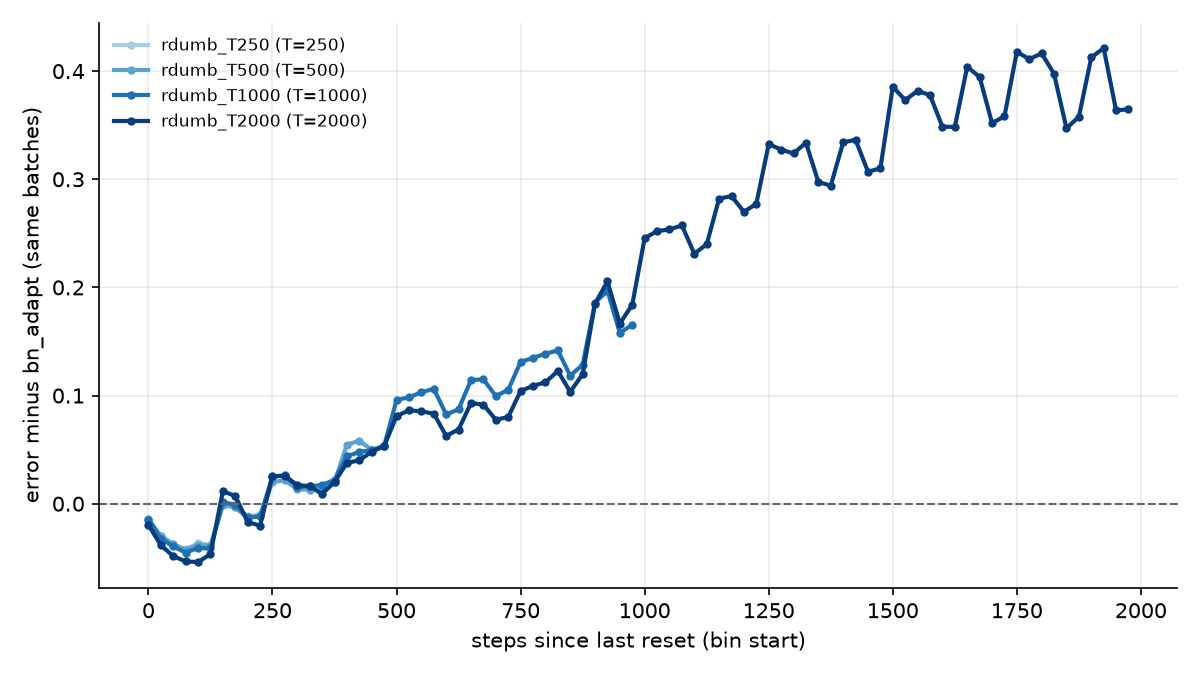 rdumb_T250 (T=250)
rdumb_T500 (T=500)
rdumb_T1000 (T=1000)
rdumb_T2000 (T=2000)
error minus bn_adapt (same batches)
0.4
0.3
0.2
0.1
0.0
0 250 500 750 1000 1250 1500 1750 2000
steps since last reset (bin start)